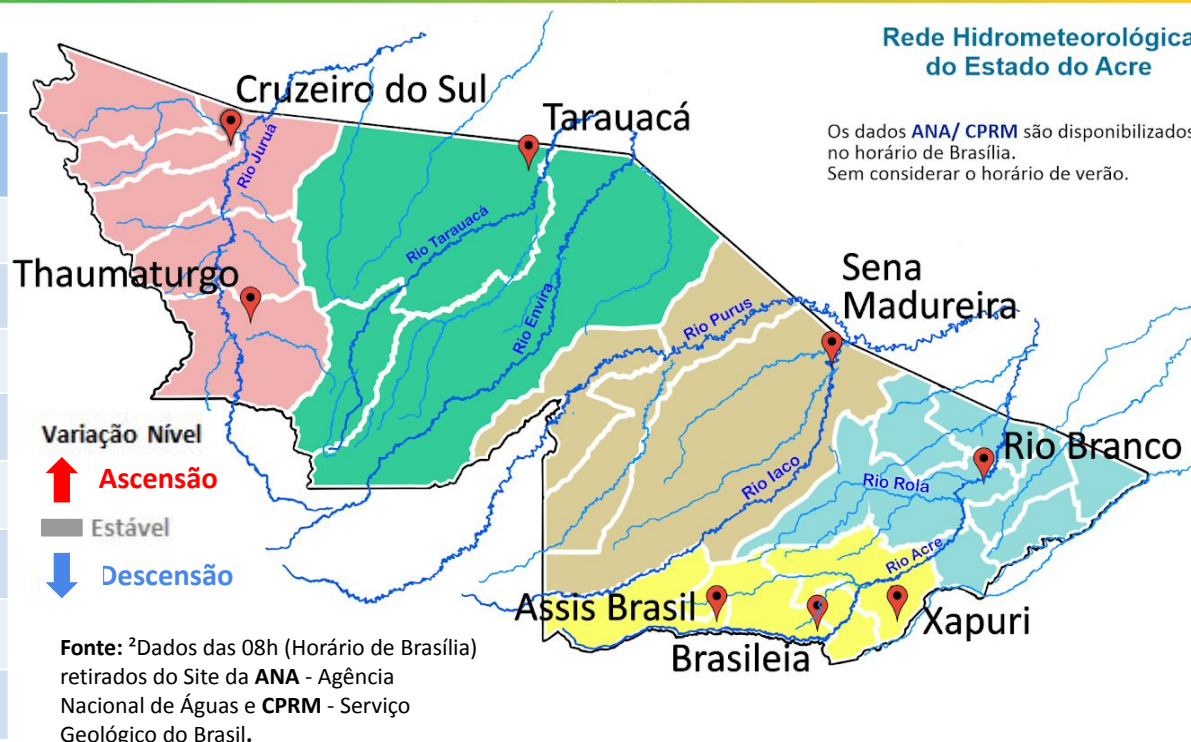 Rede Hidrometeorológica
do Estado do Acre
Os dados ANA/ CPRM são disponibilizados
no horário de Brasília.
Sem considerar o horário de verão.
Cruzeiro do Sul
Tarauacá
Rio Juruá
Rio Tarauacá
Thaumaturgo
Rio Envira
Sena
Madureira
Rio Purus
Rio Branco
Rio Iaco
Rio Rola
Rio Acre
Assis Brasil
Brasileia
Xapuri
Variação Nível
Ascensão
Estável
Descensão
Fonte: ²Dados das 08h (Horário de Brasília)
retirados do Site da ANA - Agência
Nacional de Águas e CPRM - Serviço
Geológico do Brasil.